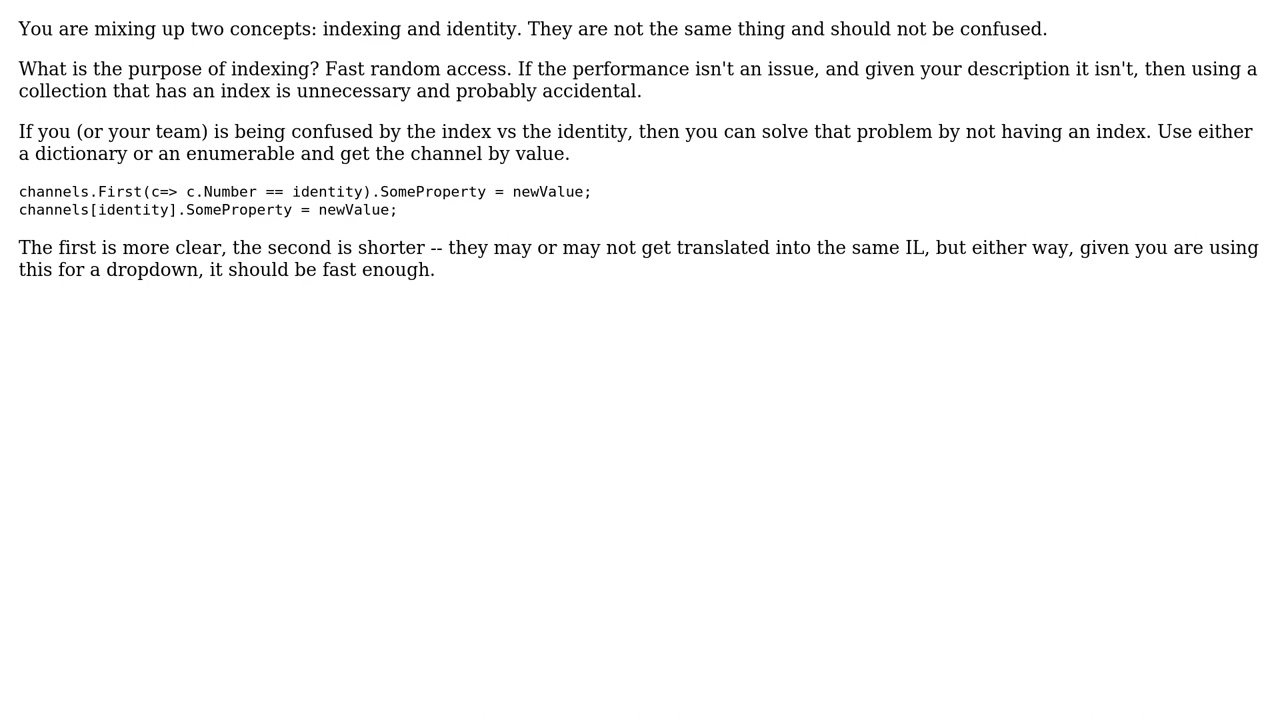 You are mixing up two concepts: indexing and identity. They are not the same thing and should not be confused.
What is the purpose of indexing? Fast random access. If the performance isn't an issue, and given your description it isn't, then using a
collection that has an index is unnecessary and probably accidental.
If you (or your team) is being confused by the index vs the identity, then you can solve that problem by not having an index. Use either
a dictionary or an enumerable and get the channel by value.
channels.First(c=> c.Number == identity).SomeProperty = newValue;
channels[identity].SomeProperty = newValue;
The first is more clear, the second is shorter -- they may or may not get translated into the same IL, but either way, given you are using
this for a dropdown, it should be fast enough.